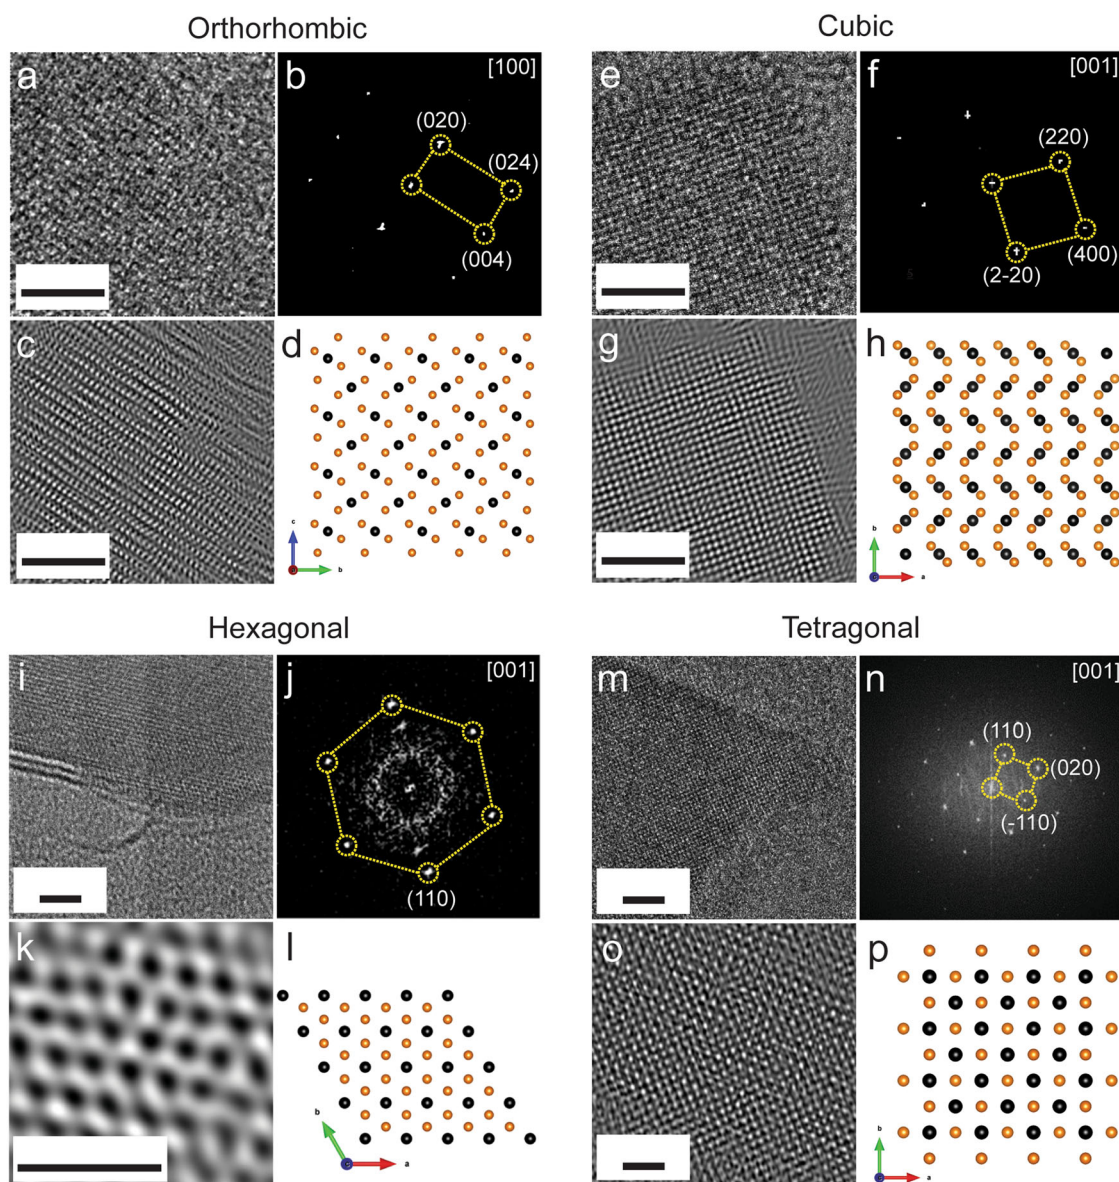 Orthorhombic
Cubic
a
b
[100]
(020)
(024)
(004)
e
f
[001]
(220)
(400)
(2-20)
c
d
c
b
g
h
b
c
a
Hexagonal
Tetragonal
i
j
[001]
(110)
m
n
[001]
(110)
(020)
(-110)
k
l
b
c
a
o
p
b
c
a